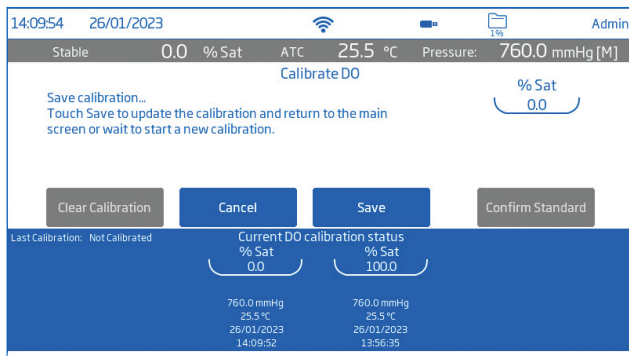 14:09:54 26/01/2023 1% Admin
Stable 0.0 % Sat ATC 25.5 °C Pressure: 760.0 mmHg [M]
Calibrate DO
% Sat
0.0
Save calibration...
Touch Save to update the calibration and return to the main
screen or wait to start a new calibration.
Clear Calibration Cancel Save Confirm Standard
Last Calibration: Not Calibrated Current DO calibration status
% Sat % Sat
0.0 100.0
760.0 mmHg 760.0 mmHg
25.5 °C 25.5 °C
26/01/2023 26/01/2023
14:09:52 13:56:35